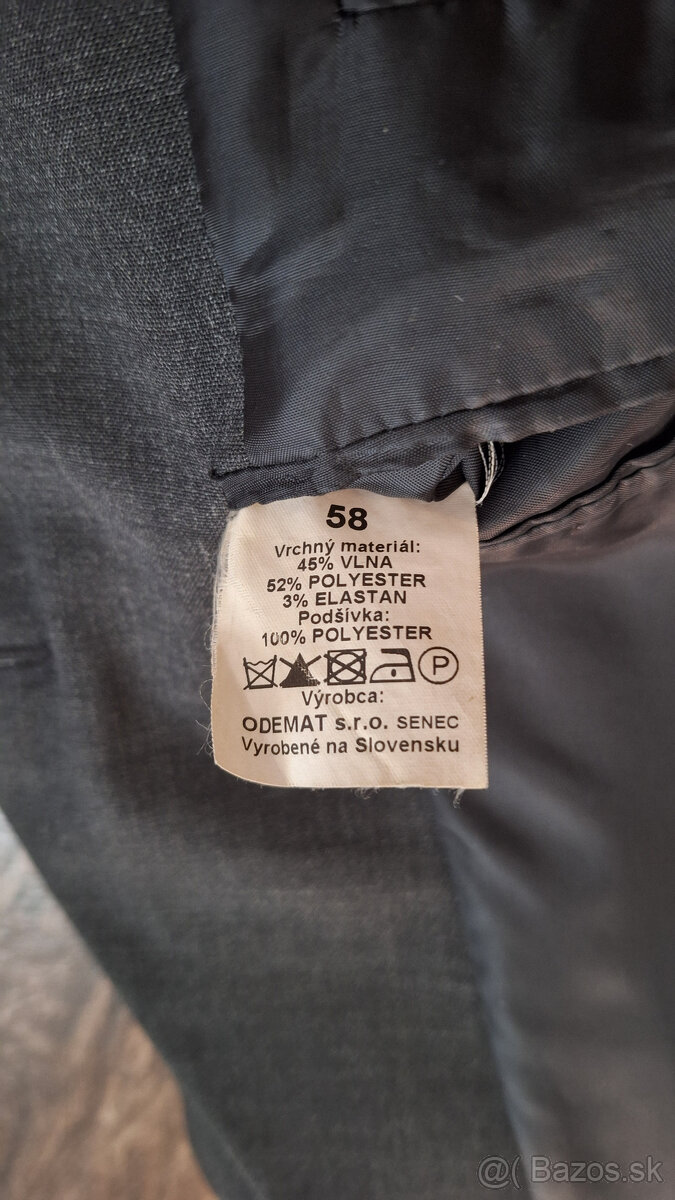 58
Vrchný materiál:
45% VLNA
52% POLYESTER
3% ELASTAN
Podšívka:
100% POLYESTER
P
Výrobca:
ODEMAT s.r.o. SENEC
Vyrobené na Slovensku
@( Bazos.sk